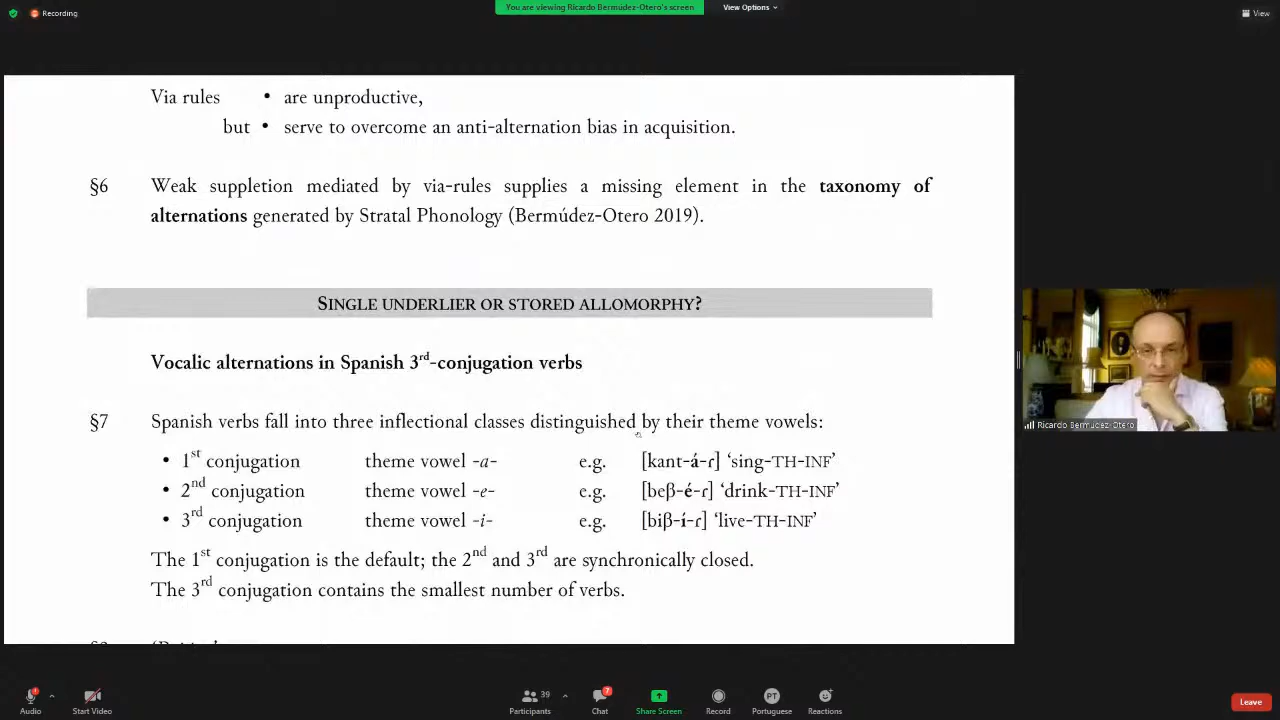 Recording
You are viewing Ricardo Bermúdez-Otero's screen
View Options
View
Via rules • are unproductive,
but • serve to overcome an anti-alternation bias in acquisition.
§6 Weak suppletion mediated by via-rules supplies a missing element in the taxonomy of
alternations generated by Stratal Phonology (Bermúdez-Otero 2019).
SINGLE UNDERLIER OR STORED ALLOMORPHY?
Vocalic alternations in Spanish 3rd-conjugation verbs
§7 Spanish verbs fall into three inflectional classes distinguished by their theme vowels:
• 1st conjugation theme vowel -a- e.g. [kant-á-ɾ] ‘sing-TH-INF’
• 2nd conjugation theme vowel -e- e.g. [beβ-é-ɾ] ‘drink-TH-INF’
• 3rd conjugation theme vowel -i- e.g. [biβ-í-ɾ] ‘live-TH-INF’
The 1st conjugation is the default; the 2nd and 3rd are synchronically closed.
The 3rd conjugation contains the smallest number of verbs.
Ricardo Bermúdez-Otero
Audio
Start Video
Participants 39
Chat 7
Share Screen
Record
PT Portuguese
Reactions
Leave